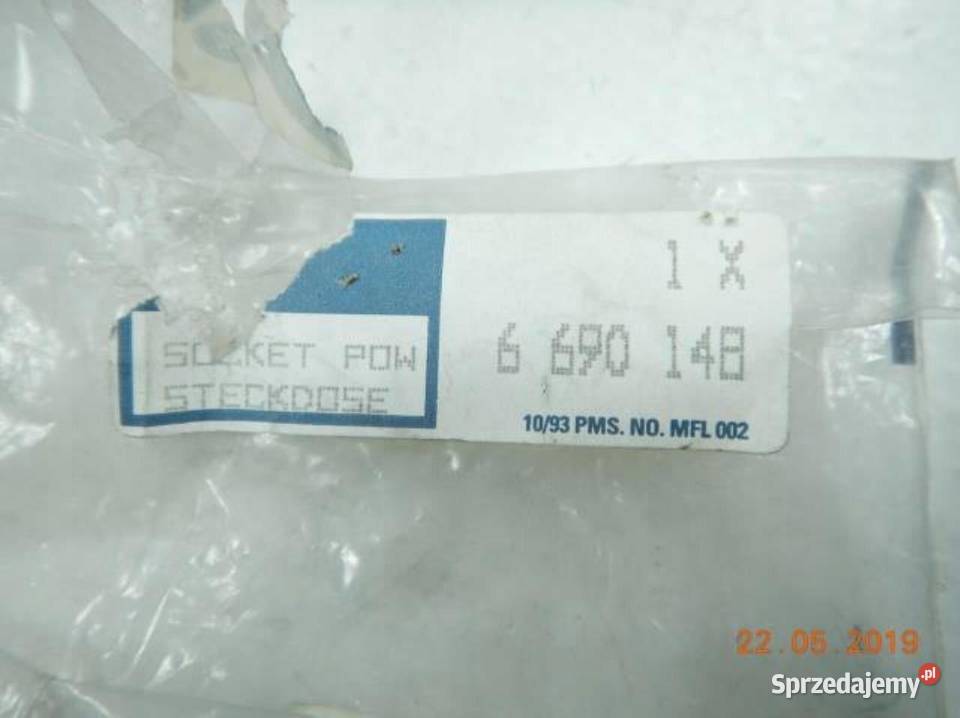 1 X
SOCKET POW
STECKDOSE
6 690 148
10/93 PMS. NO. MFL 002
22.05.2019
Sprzedajemy.pl